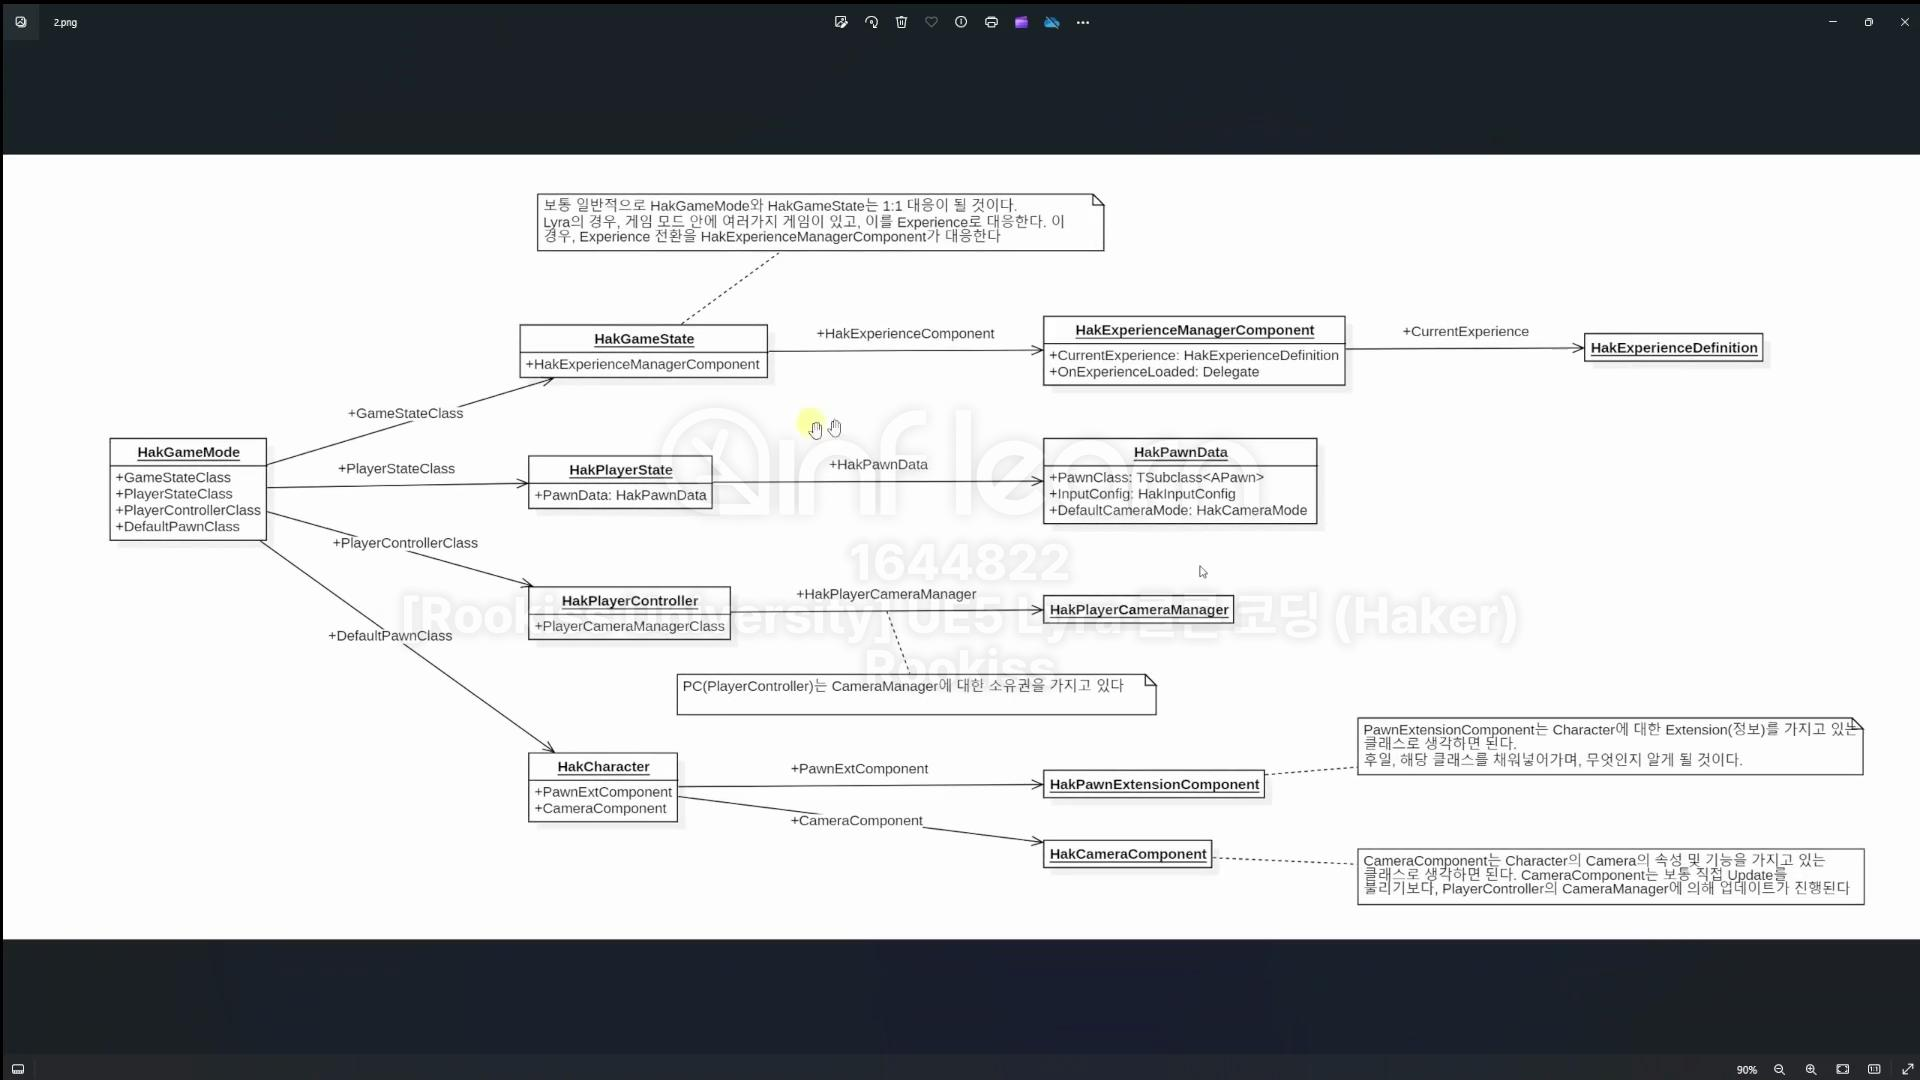 2.png
보통 일반적으로 HakGameMode와 HakGameState는 1:1 대응이 될 것이다.
Lyra의 경우, 게임 모드 안에 여러가지 게임이 있고, 이를 Experience로 대응한다. 이
경우, Experience 전환을 HakExperienceManagerComponent가 대응한다
HakGameState
+HakExperienceManagerComponent
+HakExperienceComponent
HakExperienceManagerComponent
+CurrentExperience: HakExperienceDefinition
+OnExperienceLoaded: Delegate
+CurrentExperience
HakExperienceDefinition
+GameStateClass
HakGameMode
+GameStateClass
+PlayerStateClass
+PlayerControllerClass
+DefaultPawnClass
+PlayerStateClass
HakPlayerState
+PawnData: HakPawnData
+HakPawnData
HakPawnData
+PawnClass: TSubclass<APawn>
+InputConfig: HakInputConfig
+DefaultCameraMode: HakCameraMode
inflearn
1644822
[Rookiss University] UE5 Lyra 클론 코딩 (Haker)
Rookiss
+PlayerControllerClass
HakPlayerController
+PlayerCameraManagerClass
+HakPlayerCameraManager
HakPlayerCameraManager
PC(PlayerController)는 CameraManager에 대한 소유권을 가지고 있다
+DefaultPawnClass
HakCharacter
+PawnExtComponent
+CameraComponent
+PawnExtComponent
HakPawnExtensionComponent
PawnExtensionComponent는 Character에 대한 Extension(정보)를 가지고 있는
클래스로 생각하면 된다.
후일, 해당 클래스를 채워넣어가며, 무엇인지 알게 될 것이다.
+CameraComponent
HakCameraComponent
CameraComponent는 Character의 Camera의 속성 및 기능을 가지고 있는
클래스로 생각하면 된다. CameraComponent는 보통 직접 Update를
불리기보다, PlayerController의 CameraManager에 의해 업데이트가 진행된다
90%